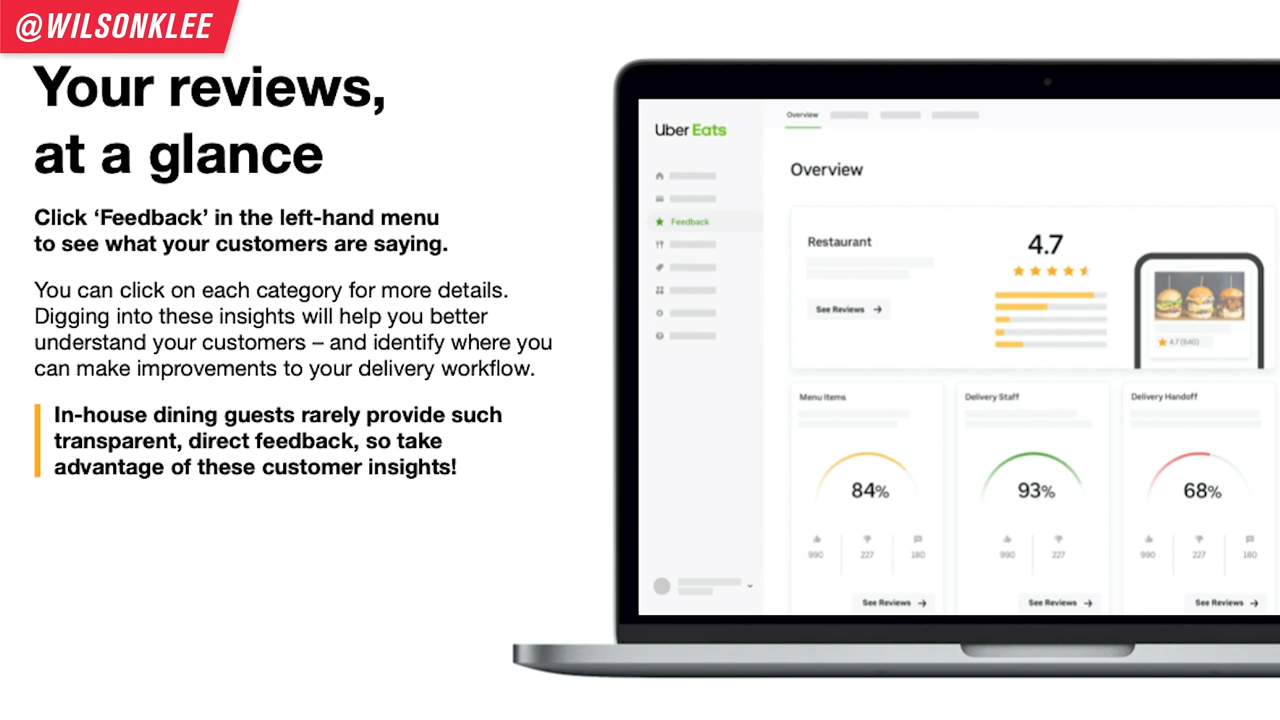 @WILSONKLEE
Your reviews,
at a glance
Click ‘Feedback’ in the left-hand menu
to see what your customers are saying.
You can click on each category for more details.
Digging into these insights will help you better
understand your customers – and identify where you
can make improvements to your delivery workflow.
In-house dining guests rarely provide such
transparent, direct feedback, so take
advantage of these customer insights!
Uber Eats
Feedback
Overview
Overview
Restaurant
See Reviews →
4.7
4.7 (640)
Menu Items
84%
990 227 180
See Reviews →
Delivery Staff
93%
990 227
See Reviews →
Delivery Handoff
68%
990 227 180
See Reviews →